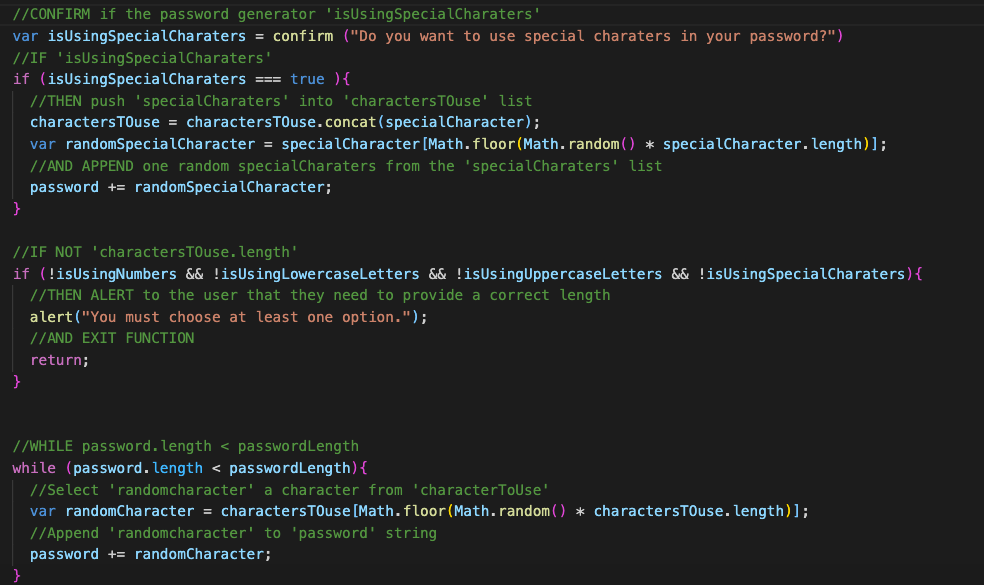 //CONFIRM if the password generator 'isUsingSpecialCharaters'
var isUsingSpecialCharaters = confirm ("Do you want to use special charaters in your password?")
//IF 'isUsingSpecialCharaters'
if (isUsingSpecialCharaters === true ){
//THEN push 'specialCharaters' into 'charactersTOuse' list
charactersTOuse = charactersTOuse.concat(specialCharacter);
var randomSpecialCharacter = specialCharacter[Math.floor(Math.random() * specialCharacter.length)];
//AND APPEND one random specialCharaters from the 'specialCharaters' list
password += randomSpecialCharacter;
}
//IF NOT 'charactersTOuse.length'
if (!isUsingNumbers && !isUsingLowercaseLetters && !isUsingUppercaseLetters && !isUsingSpecialCharaters){
//THEN ALERT to the user that they need to provide a correct length
alert("You must choose at least one option.");
//AND EXIT FUNCTION
return;
}
//WHILE password.length < passwordLength
while (password.length < passwordLength){
//Select 'randomcharacter' a character from 'characterToUse'
var randomCharacter = charactersTOuse[Math.floor(Math.random() * charactersTOuse.length)];
//Append 'randomcharacter' to 'password' string
password += randomCharacter;
}